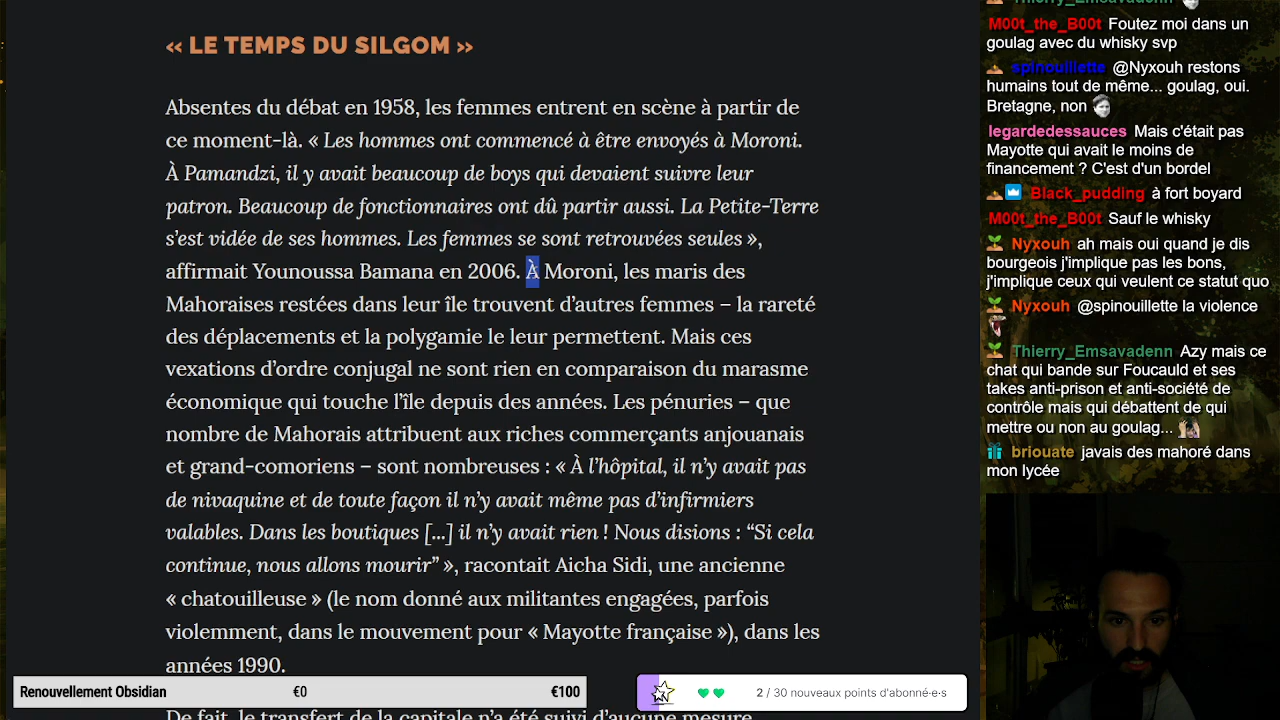 « LE TEMPS DU SILGOM »
Absentes du débat en 1958, les femmes entrent en scène à partir de
ce moment-là. « Les hommes ont commencé à être envoyés à Moroni.
À Pamandzi, il y avait beaucoup de boys qui devaient suivre leur
patron. Beaucoup de fonctionnaires ont dû partir aussi. La Petite-Terre
s’est vidée de ses hommes. Les femmes se sont retrouvées seules »,
affirmait Younoussa Bamana en 2006. À Moroni, les maris des
Mahoraises restées dans leur île trouvent d’autres femmes – la rareté
des déplacements et la polygamie le leur permettent. Mais ces
vexations d’ordre conjugal ne sont rien en comparaison du marasme
économique qui touche l’île depuis des années. Les pénuries – que
nombre de Mahorais attribuent aux riches commerçants anjouanais
et grand-comoriens – sont nombreuses : « À l’hôpital, il n’y avait pas
de nivaquine et de toute façon il n’y avait même pas d’infirmiers
valables. Dans les boutiques [...] il n’y avait rien ! Nous disions : “Si cela
continue, nous allons mourir” », racontait Aicha Sidi, une ancienne
« chatouilleuse » (le nom donné aux militantes engagées, parfois
violemment, dans le mouvement pour « Mayotte française »), dans les
années 1990.
De fait, le transfert de la capitale n’a été suivi d’aucune mesure
Renouvellement Obsidian €0 €100
2 / 30 nouveaux points d'abonné·e·s
Thierry_Emsavadenn
M00t_the_B00t Foutez moi dans un
goulag avec du whisky svp
spinouillette @Nyxouh restons
humains tout de même... goulag, oui.
Bretagne, non
legardedessauces Mais c'était pas
Mayotte qui avait le moins de
financement ? C'est d'un bordel
Black_pudding à fort boyard
M00t_the_B00t Sauf le whisky
Nyxouh ah mais oui quand je dis
bourgeois j'implique pas les bons,
j'implique ceux qui veulent ce statut quo
Nyxouh @spinouillette la violence
Thierry_Emsavadenn Azy mais ce
chat qui bande sur Foucauld et ses
takes anti-prison et anti-société de
contrôle mais qui débattent de qui
mettre ou non au goulag...
briouate javais des mahoré dans
mon lycée